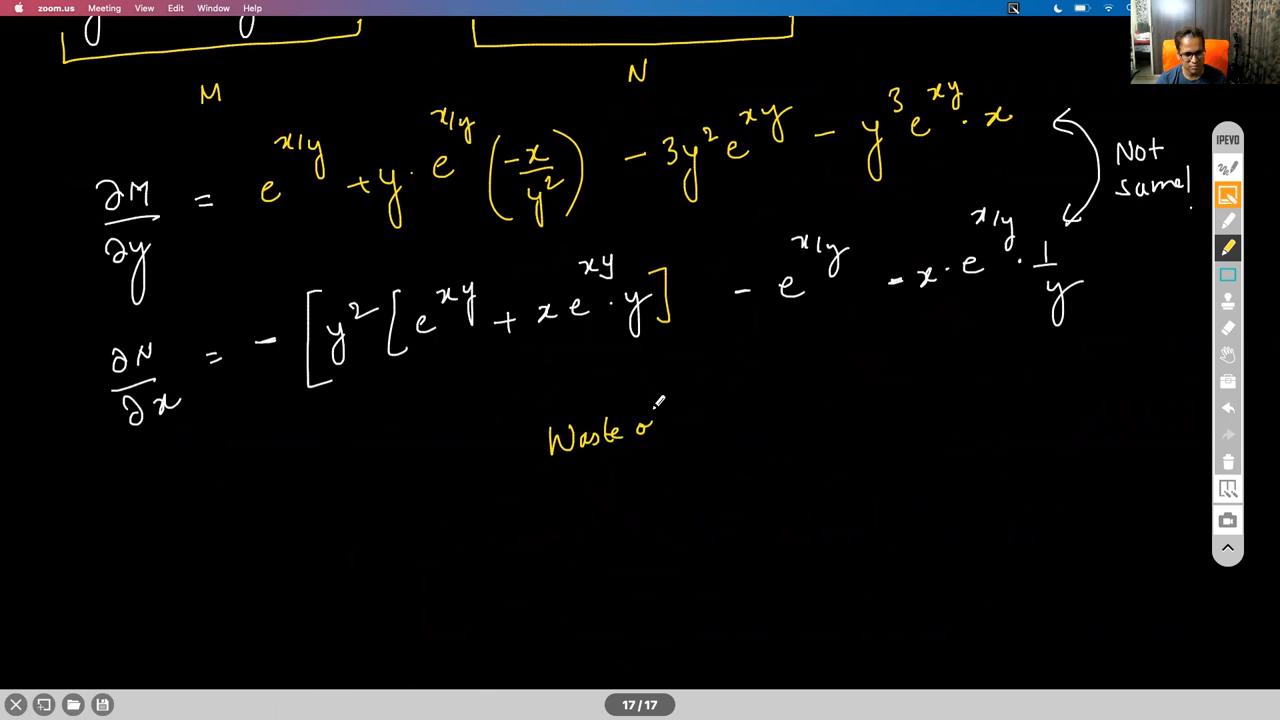 zoom.us Meeting View Edit Window Help
M
N
∂M/∂y = e^{x/y} + y · e^{x/y} (-x/y²) - 3y² e^{xy} - y³ e^{xy} · x
Not
same!
∂N/∂x = - [y² [e^{xy} + x e^{xy} · y] - e^{x/y} - x · e^{x/y} · 1/y
Waste o
IPEVO
17/17